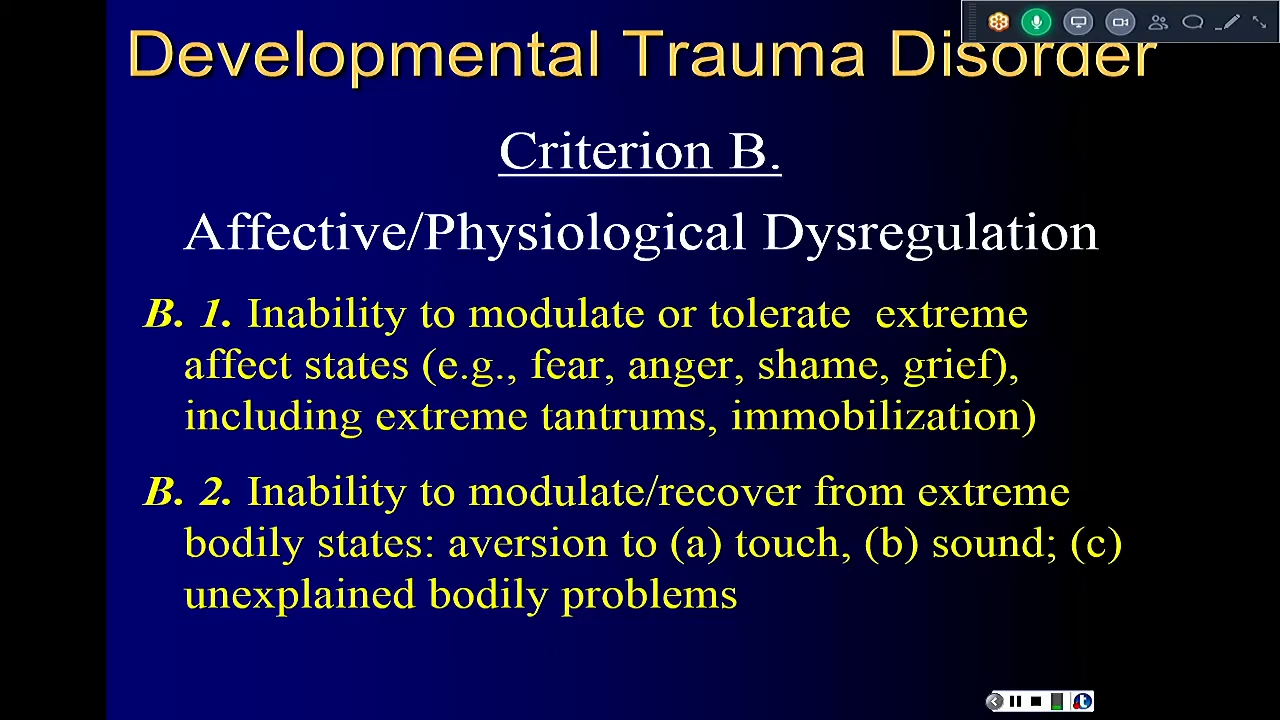 Developmental Trauma Disorder
Criterion B.
Affective/Physiological Dysregulation
B. 1. Inability to modulate or tolerate extreme
affect states (e.g., fear, anger, shame, grief),
including extreme tantrums, immobilization)
B. 2. Inability to modulate/recover from extreme
bodily states: aversion to (a) touch, (b) sound; (c)
unexplained bodily problems